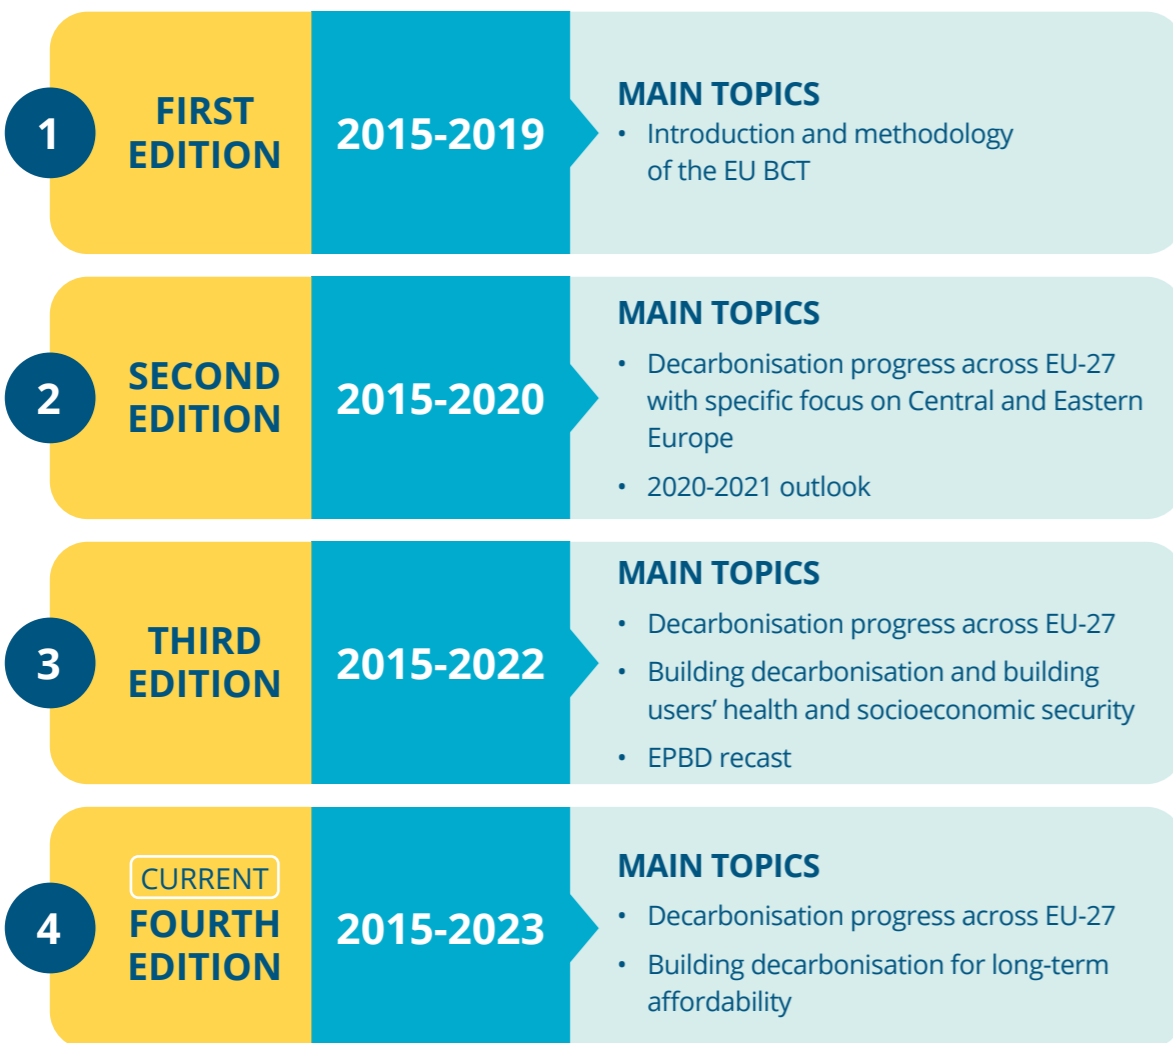 1
FIRST
EDITION
2015-2019
MAIN TOPICS
• Introduction and methodology
of the EU BCT
2
SECOND
EDITION
2015-2020
MAIN TOPICS
• Decarbonisation progress across EU-27
with specific focus on Central and Eastern
Europe
• 2020-2021 outlook
3
THIRD
EDITION
2015-2022
MAIN TOPICS
• Decarbonisation progress across EU-27
• Building decarbonisation and building
users’ health and socioeconomic security
• EPBD recast
4
CURRENT
FOURTH
EDITION
2015-2023
MAIN TOPICS
• Decarbonisation progress across EU-27
• Building decarbonisation for long-term
affordability